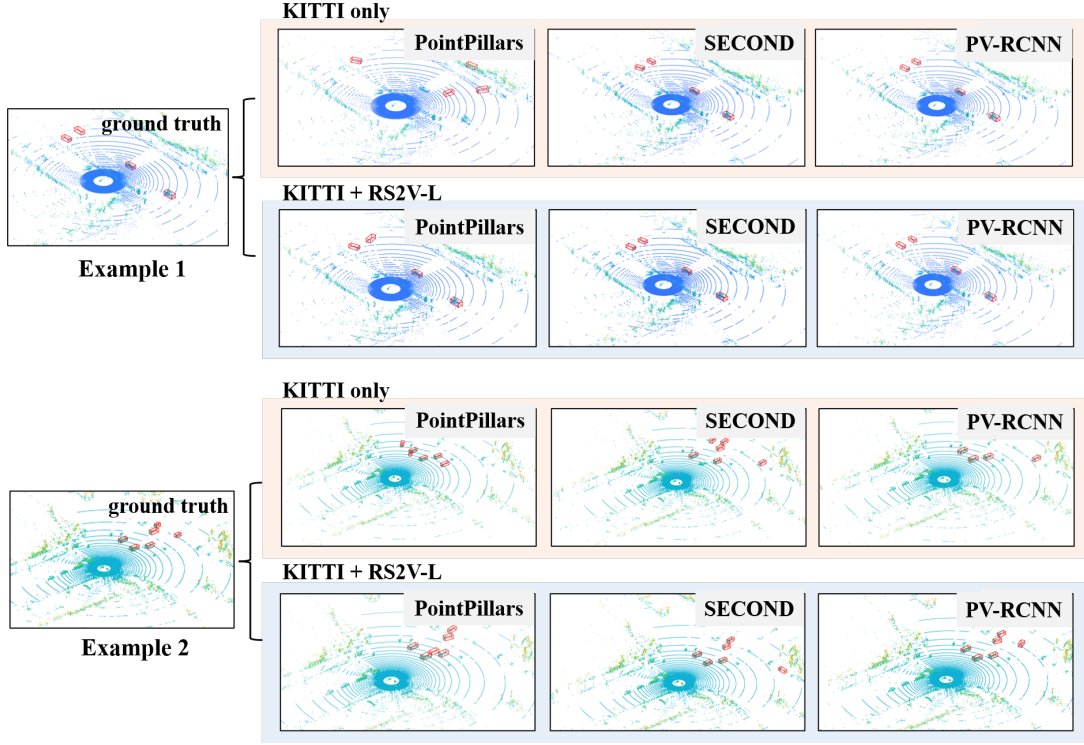 KITTI only
PointPillars
SECOND
PV-RCNN
ground truth
KITTI + RS2V-L
PointPillars
SECOND
PV-RCNN
Example 1
KITTI only
PointPillars
SECOND
PV-RCNN
ground truth
KITTI + RS2V-L
PointPillars
SECOND
PV-RCNN
Example 2